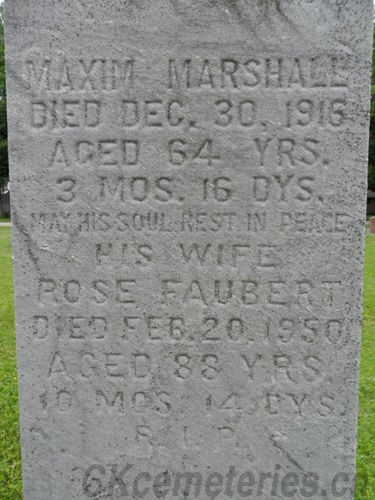 MAXIM MARSHALL
DIED DEC. 30, 1916
AGED 64 YRS.
3 MOS. 16 DYS.
MAY HIS SOUL REST IN PEACE
HIS WIFE
ROSE FAUBERT
DIED FEB. 20, 1950
AGED 88 YRS
10 MOS. 14 DYS.
R.I.P.
CKcemeteries.ca